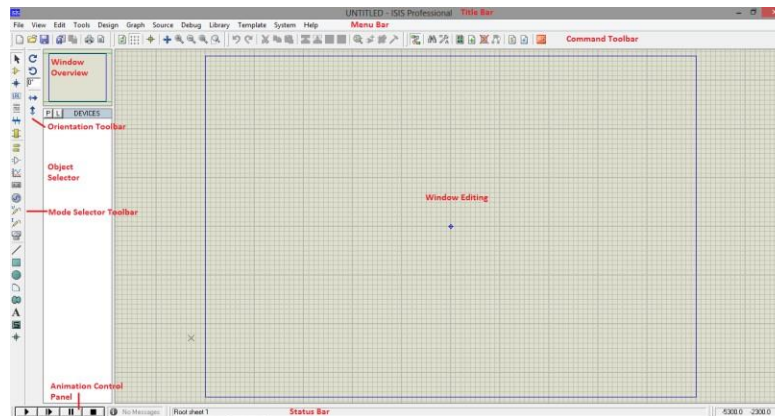 UNTITLED - ISIS Professional Title Bar
File View Edit Tools Design Graph Source Debug Library Template System Help Menu Bar
Command Toolbar
Window
Overview
P L DEVICES
Orientation Toolbar
Object
Selector
Window Editing
Mode Selector Toolbar
Animation Control
Panel
No Messages Root sheet 1 Status Bar -5300.0 -2300.0